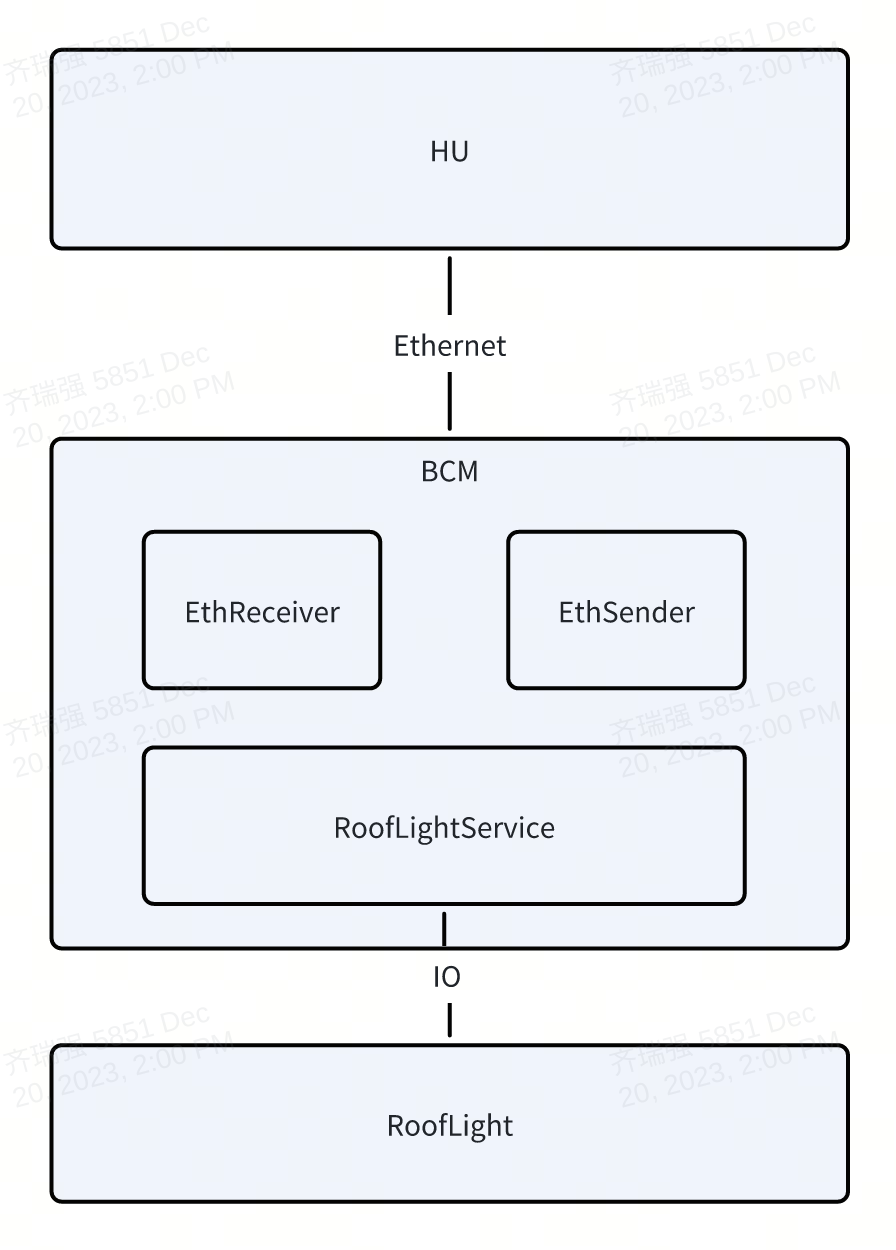 齐瑞强 5851 Dec
20, 2023, 2:00 PM
齐瑞强 5851 Dec
20, 2023, 2:00 PM
HU
Ethernet
齐瑞强 5851 Dec
20, 2023, 2:00 PM
齐瑞强 5851 Dec
20, 2023, 2:00 PM
BCM
EthReceiver
EthSender
齐瑞强 5851 Dec
20, 2023, 2:00 PM
齐瑞强 5851 Dec
20, 2023, 2:00 PM
RoofLightService
IO
齐瑞强 5851 Dec
20, 2023, 2:00 PM
齐瑞强 5851 Dec
20, 2023, 2:00 PM
RoofLight